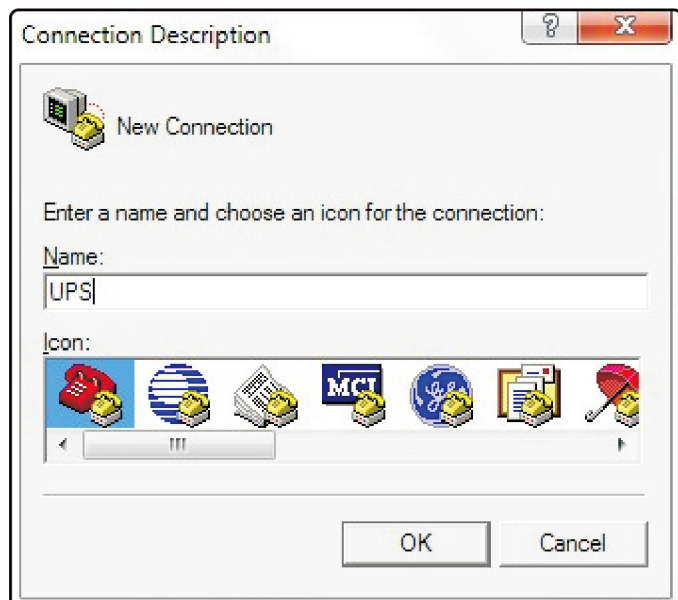 Connection Description
New Connection
Enter a name and choose an icon for the connection:
Name:
UPS
Icon:
MCI
OK
Cancel